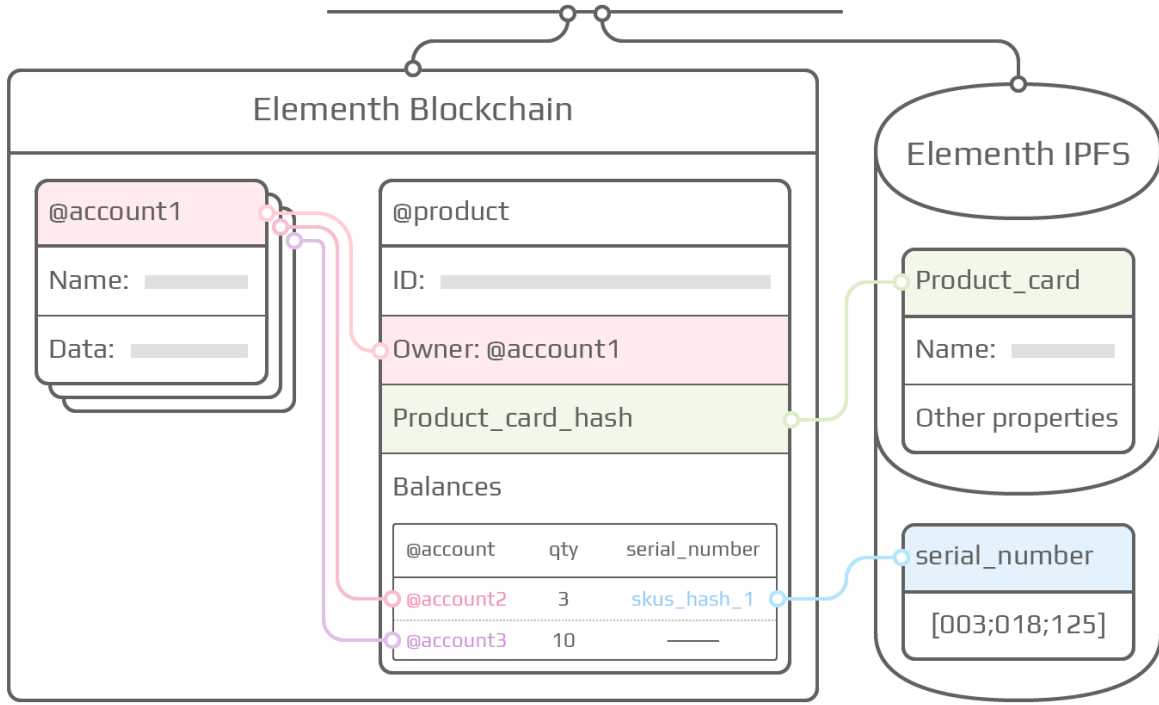 Elementh Blockchain
@account1
Name:
Data:
@product
ID:
Owner: @account1
Product_card_hash
Balances
@account qty serial_number
@account2 3 skus_hash_1
@account3 10
Elementh IPFS
Product_card
Name:
Other properties
serial_number
[003;018;125]